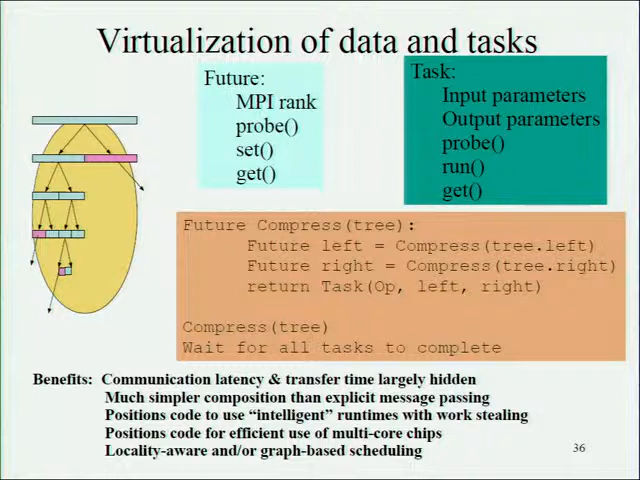 Virtualization of data and tasks
Future:
MPI rank
probe()
set()
get()
Task:
Input parameters
Output parameters
probe()
run()
get()
Future Compress(tree):
Future left = Compress(tree.left)
Future right = Compress(tree.right)
return Task(Op, left, right)
Compress(tree)
Wait for all tasks to complete
Benefits: Communication latency & transfer time largely hidden
Much simpler composition than explicit message passing
Positions code to use “intelligent” runtimes with work stealing
Positions code for efficient use of multi-core chips
Locality-aware and/or graph-based scheduling
36